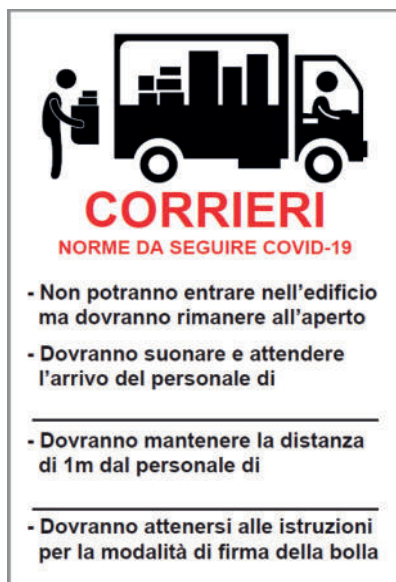 CORRIERI
NORME DA SEGUIRE COVID-19
- Non potranno entrare nell'edificio
ma dovranno rimanere all'aperto
- Dovranno suonare e attendere
l'arrivo del personale di
- Dovranno mantenere la distanza
di 1m dal personale di
- Dovranno attenersi alle istruzioni
per la modalità di firma della bolla